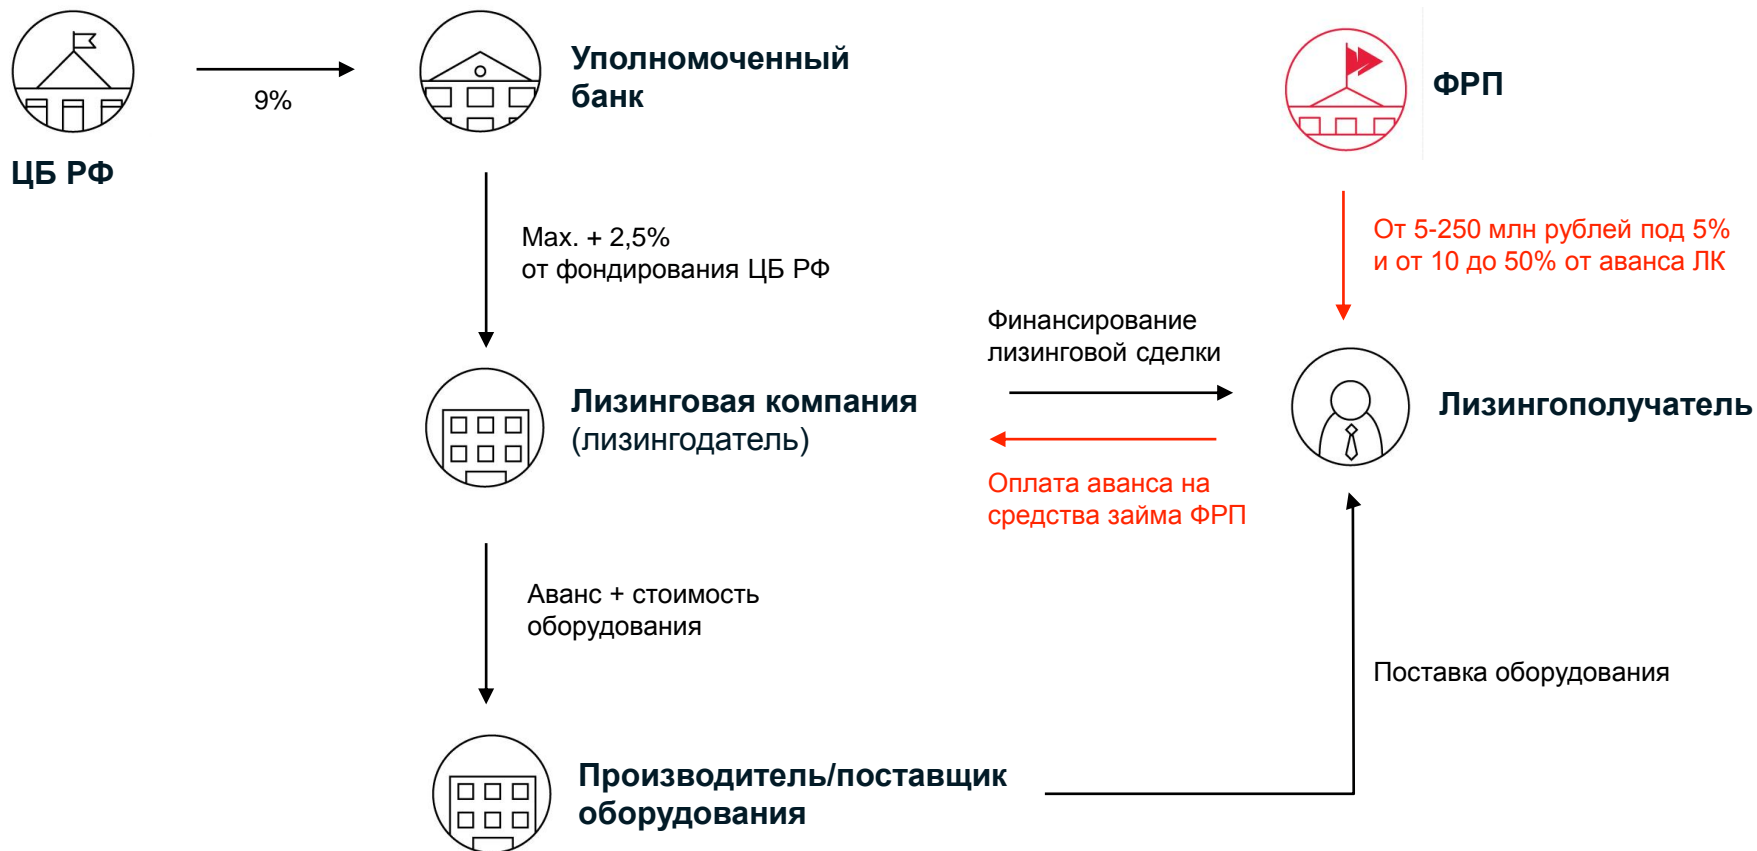 ЦБ РФ
9%
Уполномоченный
банк
ФРП
Мах. + 2,5%
от фондирования ЦБ РФ
От 5-250 млн рублей под 5%
и от 10 до 50% от аванса ЛК
Финансирование
лизинговой сделки
Лизинговая компания
(лизингодатель)
Лизингополучатель
Оплата аванса на
средства займа ФРП
Аванс + стоимость
оборудования
Поставка оборудования
Производитель/поставщик
оборудования